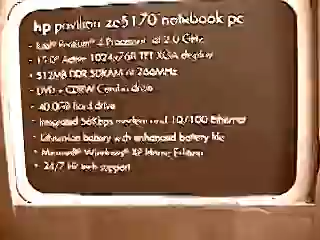 hp pavilion ze5170 notebook pc
- Intel® Pentium® 4 Processor at 2.0 GHz
- 15.0" Active 1024x768 TFT XGA display
- 512MB DDR SDRAM at 266MHz
- DVD + CDRW Combo drive
- 40.0GB hard drive
- Integrated 56Kbps modem and 10/100 Ethernet
- Lithium-ion battery with enhanced battery life
- Microsoft® Windows® XP Home Edition
- 24/7 HP tech support